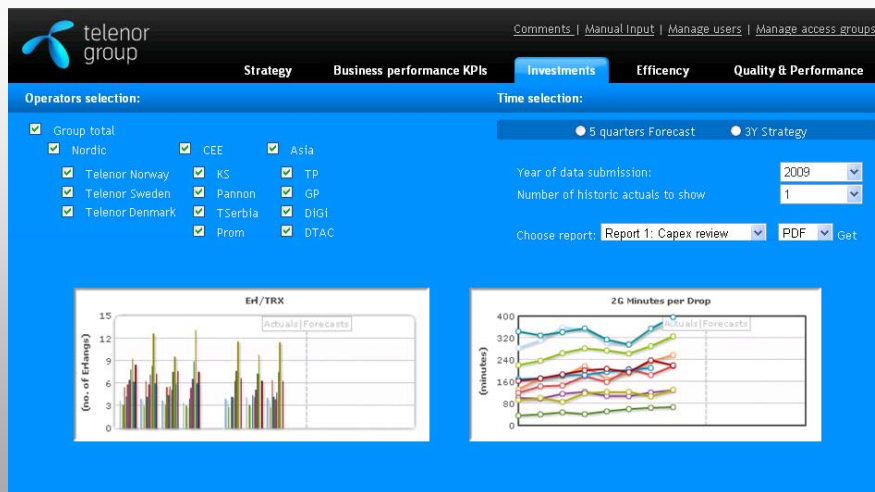 telenor
group
Comments | Manual Input | Manage users | Manage access groups
Strategy Business performance KPIs Investments Efficency Quality & Performance
Operators selection:
Time selection:
Group total
Nordic CEE Asia
Telenor Norway KS TP
Telenor Sweden Pannon GP
Telenor Denmark TSerbia DiGi
Prom DTAC
5 quarters Forecast 3Y Strategy
Year of data submission: 2009
Number of historic actuals to show 1
Choose report: Report 1: Capex review PDF Get
Erl/TRX
Actuals|Forecasts
(no. of Erlangs)
15
12
9
6
3
0
2G Minutes per Drop
Actuals|Forecasts
(minutes)
400
320
240
160
80
0